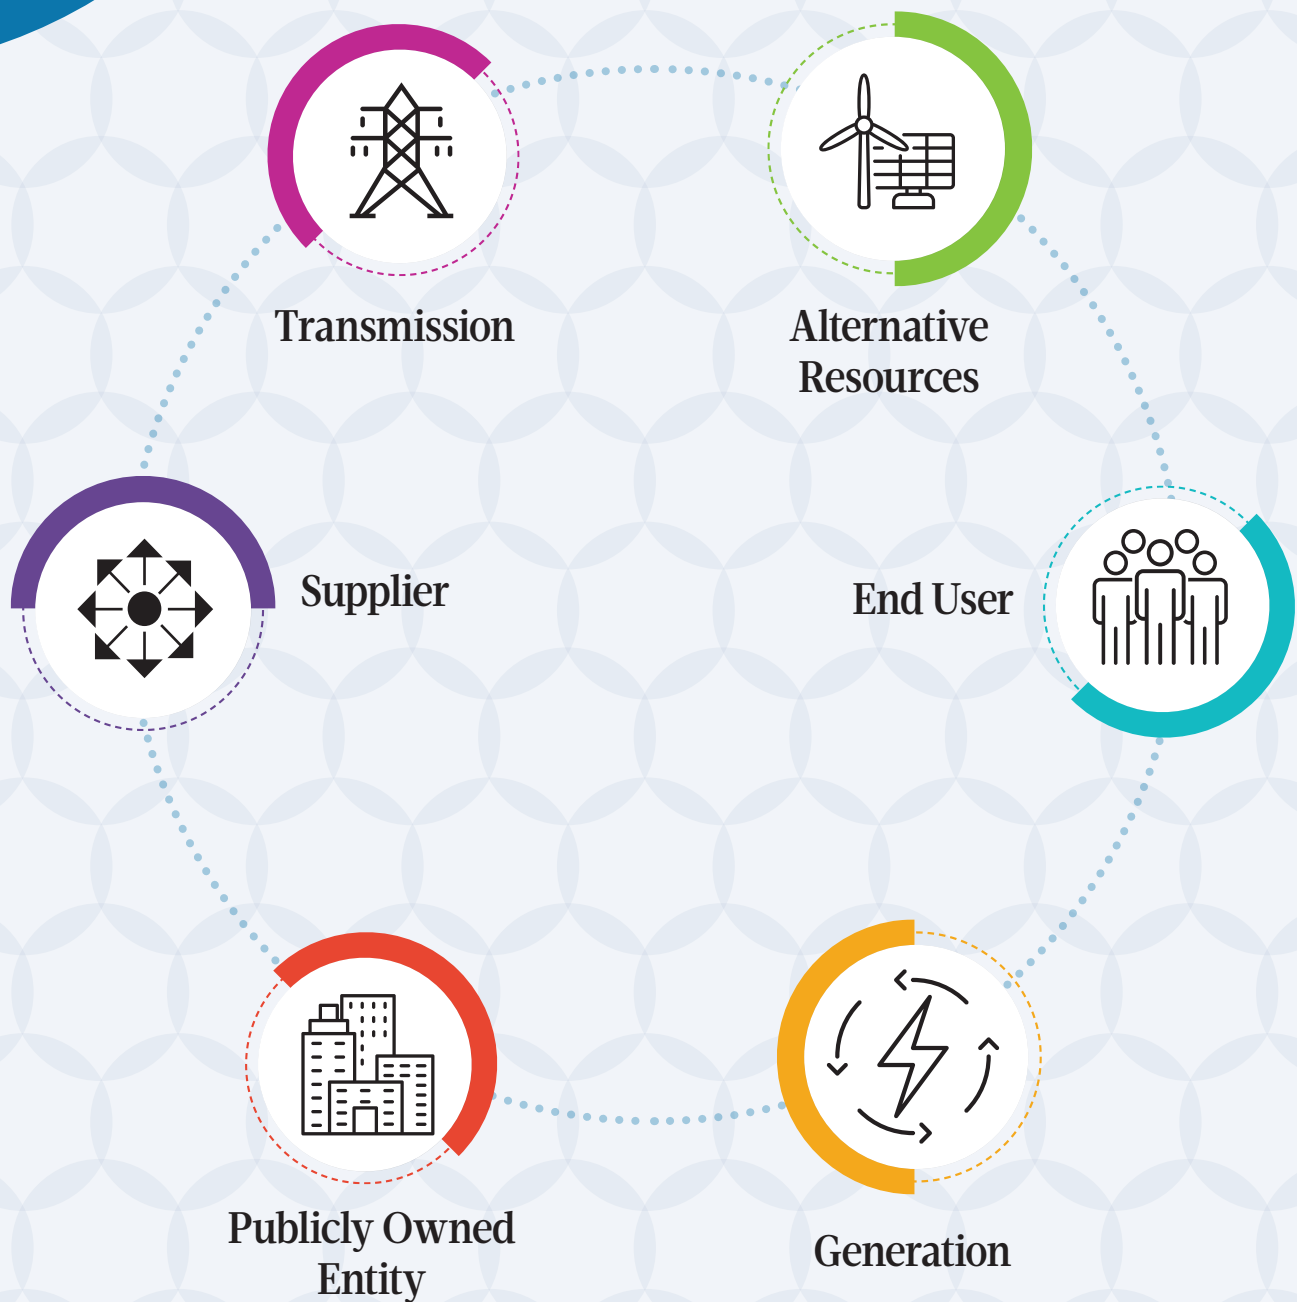 Transmission
Alternative
Resources
Supplier
End User
Publicly Owned
Entity
Generation